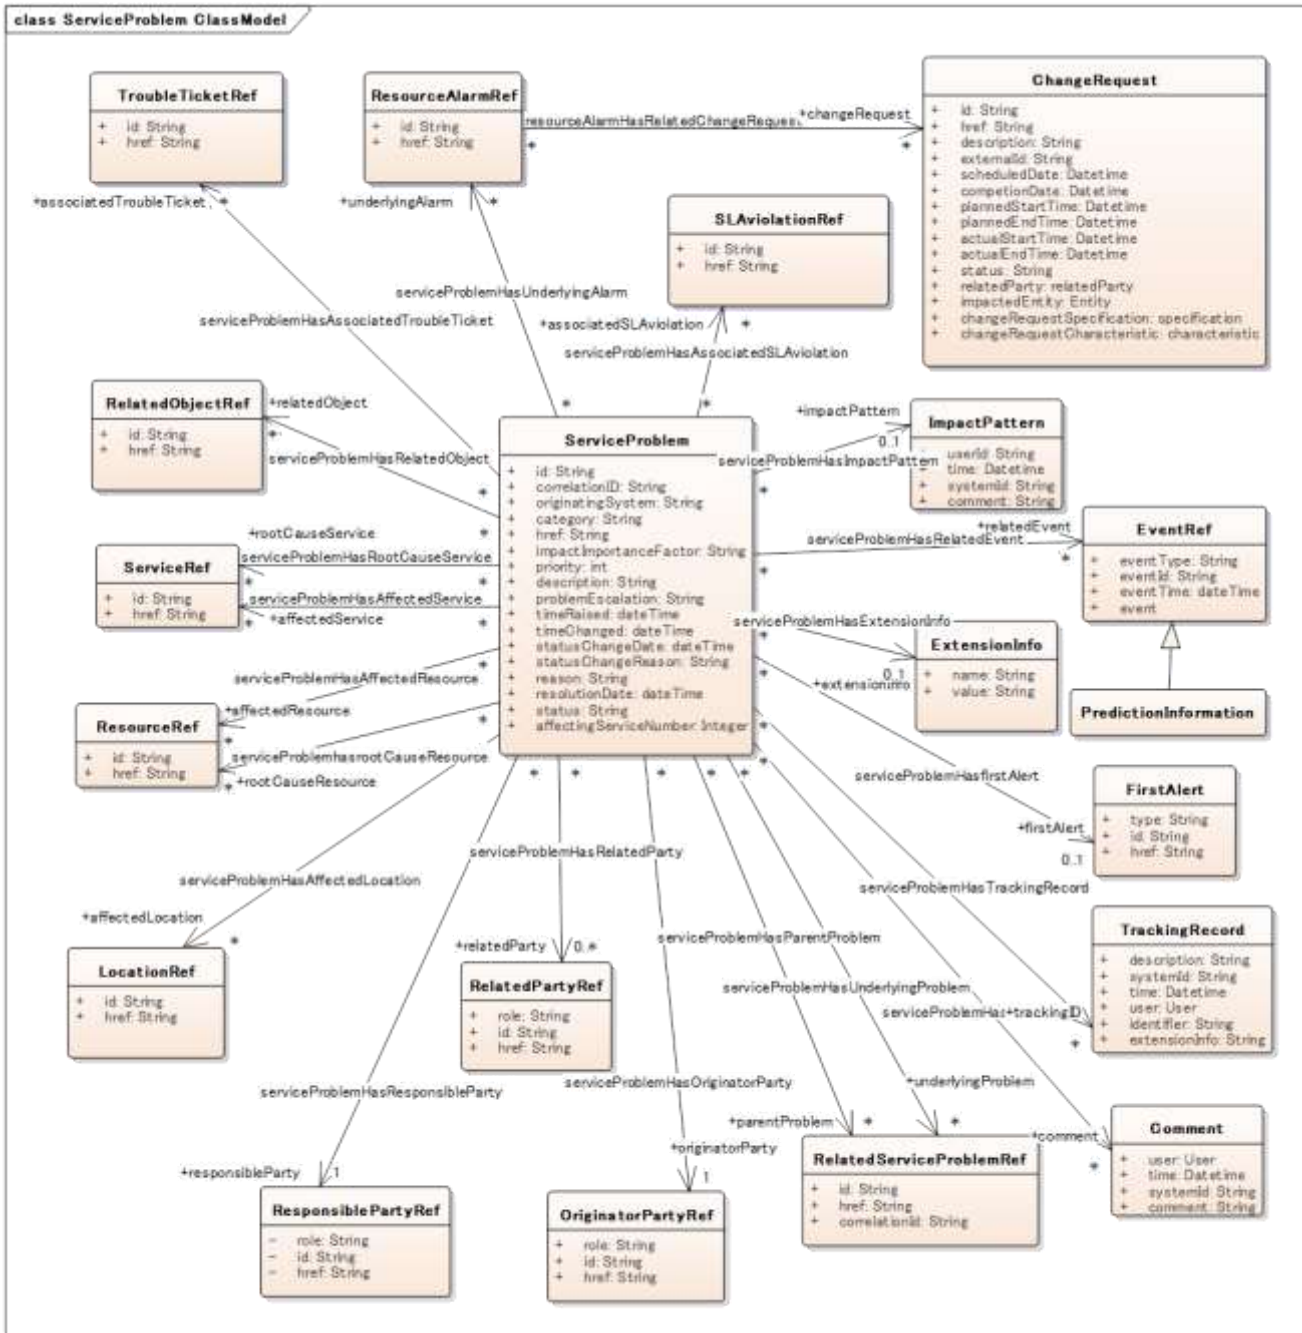 class ServiceProblem ClassModel
TroubleTicketRef
+ id: String
+ href: String
ResourceAlarmRef
+ id: String
+ href: String
resourceAlarmHasRelatedChangeReques
+changeRequest
*
*
ChangeRequest
+ id: String
+ href: String
+ description: String
+ externalId: String
+ scheduledDate: Datetime
+ competionDate: Datetime
+ plannedStartTime: Datetime
+ plannedEndTime: Datetime
+ actualStartTime: Datetime
+ actualEndTime: Datetime
+ status: String
+ relatedParty: relatedParty
+ impactedEntity: Entity
+ changeRequestSpecification: specification
+ changeRequestCharacteristic: characteristic
+associatedTroubleTicket
*
+underlyingAlarm
*
SLAviolationRef
+ id: String
+ href: String
serviceProblemHasUnderlyingAlarm
serviceProblemHasAssociatedTroubleTicket
+associatedSLAviolation
*
serviceProblemHasAssociatedSLAviolation
RelatedObjectRef
+ id: String
+ href: String
+relatedObject
*
serviceProblemHasRelatedObject
*
*
*
*
ServiceProblem
+ id: String
+ correlationID: String
+ originatingSystem: String
+ category: String
+ href: String
+ impactImportanceFactor: String
+ priority: int
+ description: String
+ problemEscalation: String
+ timeRaised: dateTime
+ timeChanged: dateTime
+ statusChangeDate: dateTime
+ statusChangeReason: String
+ reason: String
+ resolutionDate: dateTime
+ status: String
+ affectingServiceNumber: Integer
+impactPattern
0..1
serviceProblemHasImpactPattern
*
ImpactPattern
+ userId: String
+ time: Datetime
+ systemId: String
+ comment: String
+relatedEvent
serviceProblemHasRelatedEvent
*
*
EventRef
+ eventType: String
+ eventId: String
+ eventTime: dateTime
+ event
+rootCauseService
serviceProblemHasRootCauseService
*
*
ServiceRef
+ id: String
+ href: String
serviceProblemHasAffectedService
*
*
+affectedService
serviceProblemHasExtensionInfo
*
0..1
+extensionInfo
ExtensionInfo
+ name: String
+ value: String
PredictionInformation
serviceProblemHasAffectedResource
*
+affectedResource
*
ResourceRef
+ id: String
+ href: String
serviceProblemhasrootCauseResource
*
+rootCauseResource
*
serviceProblemHasfirstAlert
*
+firstAlert
0..1
FirstAlert
+ type: String
+ id: String
+ href: String
serviceProblemHasRelatedParty
serviceProblemHasAffectedLocation
+affectedLocation
*
LocationRef
+ id: String
+ href: String
+relatedParty
0..*
RelatedPartyRef
+ role: String
+ id: String
+ href: String
serviceProblemHasTrackingRecord
serviceProblemHasParentProblem
serviceProblemHasUnderlyingProblem
serviceProblemHas
+trackingID
*
TrackingRecord
+ description: String
+ systemId: String
+ time: Datetime
+ user: User
+ identifier: String
+ extensionInfo: String
serviceProblemHasResponsibleParty
serviceProblemHasOriginatorParty
+underlyingProblem
*
+parentProblem
*
+comment
*
+responsibleParty
1
+originatorParty
1
ResponsiblePartyRef
- role: String
- id: String
- href: String
OriginatorPartyRef
+ role: String
+ id: String
+ href: String
RelatedServiceProblemRef
+ id: String
+ href: String
+ correlationId: String
Comment
+ user: User
+ time: Datetime
+ systemId: String
+ comment: String